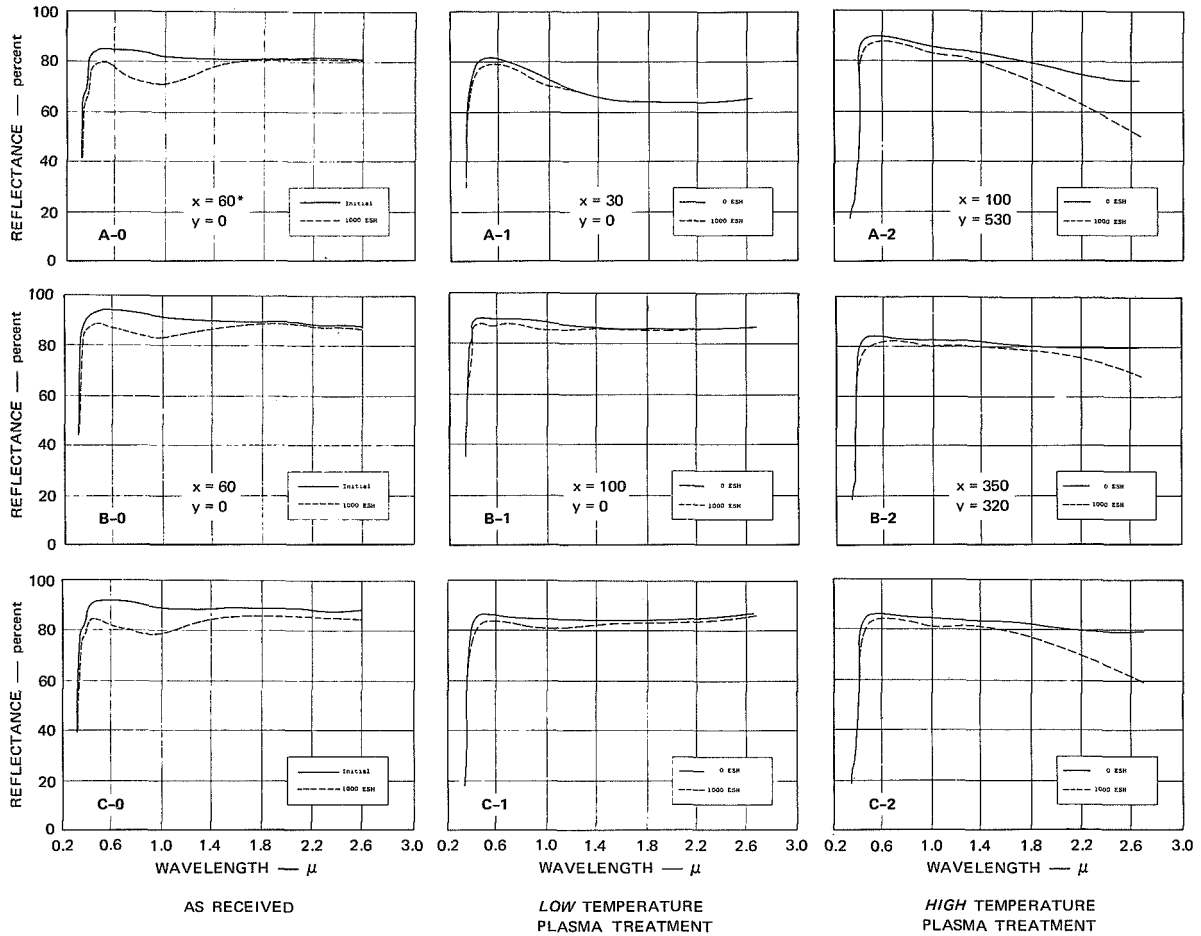 REFLECTANCE — percent
100
80
60
40
20
0
x = 60*
y = 0
Initial
1000 ESH
A-0
x = 30
y = 0
0 ESH
1000 ESH
A-1
x = 100
y = 530
0 ESH
1000 ESH
A-2
REFLECTANCE — percent
100
80
60
40
20
0
x = 60
y = 0
Initial
1000 ESH
B-0
x = 100
y = 0
0 ESH
1000 ESH
B-1
x = 350
y = 320
0 ESH
1000 ESH
B-2
REFLECTANCE — percent
100
80
60
40
20
0
Initial
1000 ESH
C-0
0 ESH
1000 ESH
C-1
0 ESH
1000 ESH
C-2
0.2 0.6 1.0 1.4 1.8 2.2 2.6 3.0
0.2 0.6 1.0 1.4 1.8 2.2 2.6 3.0
0.2 0.6 1.0 1.4 1.8 2.2 2.6 3.0
WAVELENGTH — μ
WAVELENGTH — μ
WAVELENGTH — μ
AS RECEIVED
LOW TEMPERATURE
PLASMA TREATMENT
HIGH TEMPERATURE
PLASMA TREATMENT